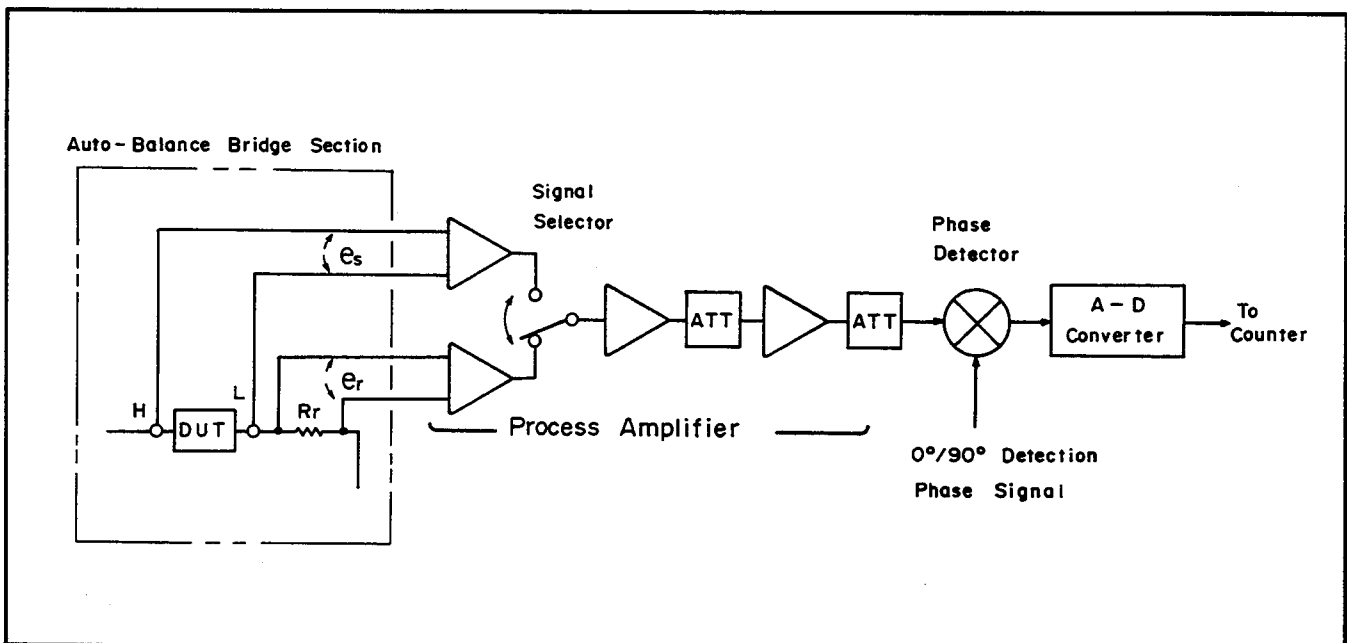 Auto-Balance Bridge Section
Signal
Selector
Phase
Detector
es
ATT
ATT
A-D
Converter
To
Counter
er
H
L
DUT
Rr
Process Amplifier
0°/90° Detection
Phase Signal